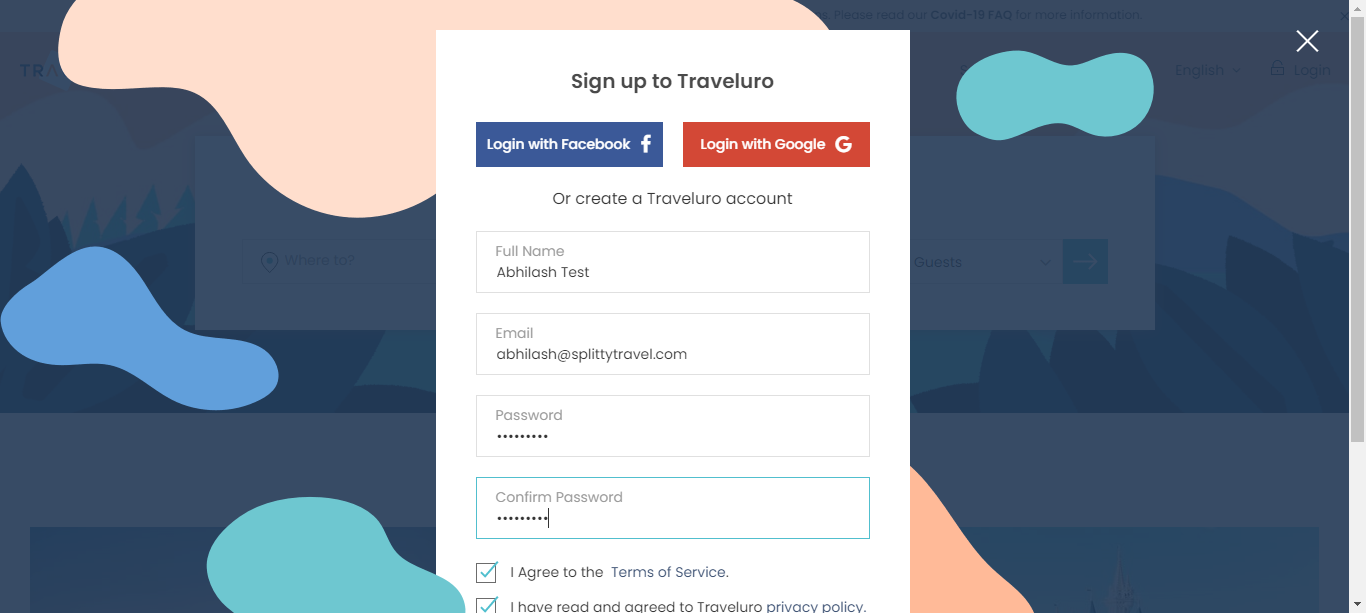 s. Please read our Covid-19 FAQ for more information.
TRA
English
Login
Sign up to Traveluro
Login with Facebook
Login with Google
Or create a Traveluro account
Full Name
Abhilash Test
Where to?
Guests
Email
abhilash@splittytravel.com
Password
•••••••••
Confirm Password
•••••••••
I Agree to the Terms of Service.
I have read and agreed to Traveluro privacy policy.